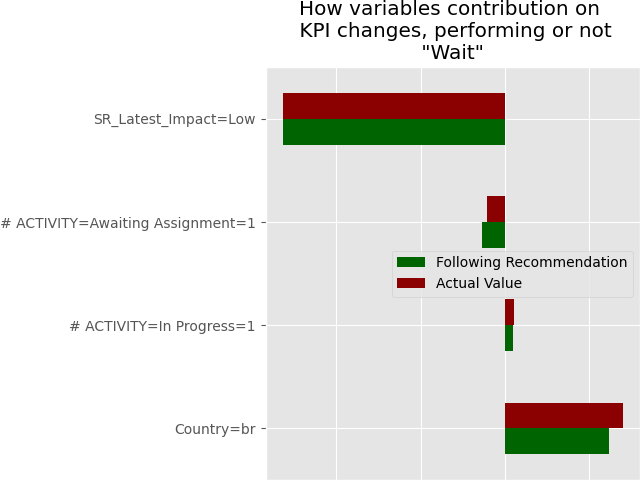 How variables contribution on
KPI changes, performing or not
"Wait"
SR_Latest_Impact=Low
# ACTIVITY=Awaiting Assignment=1
Following Recommendation
Actual Value
# ACTIVITY=In Progress=1
Country=br